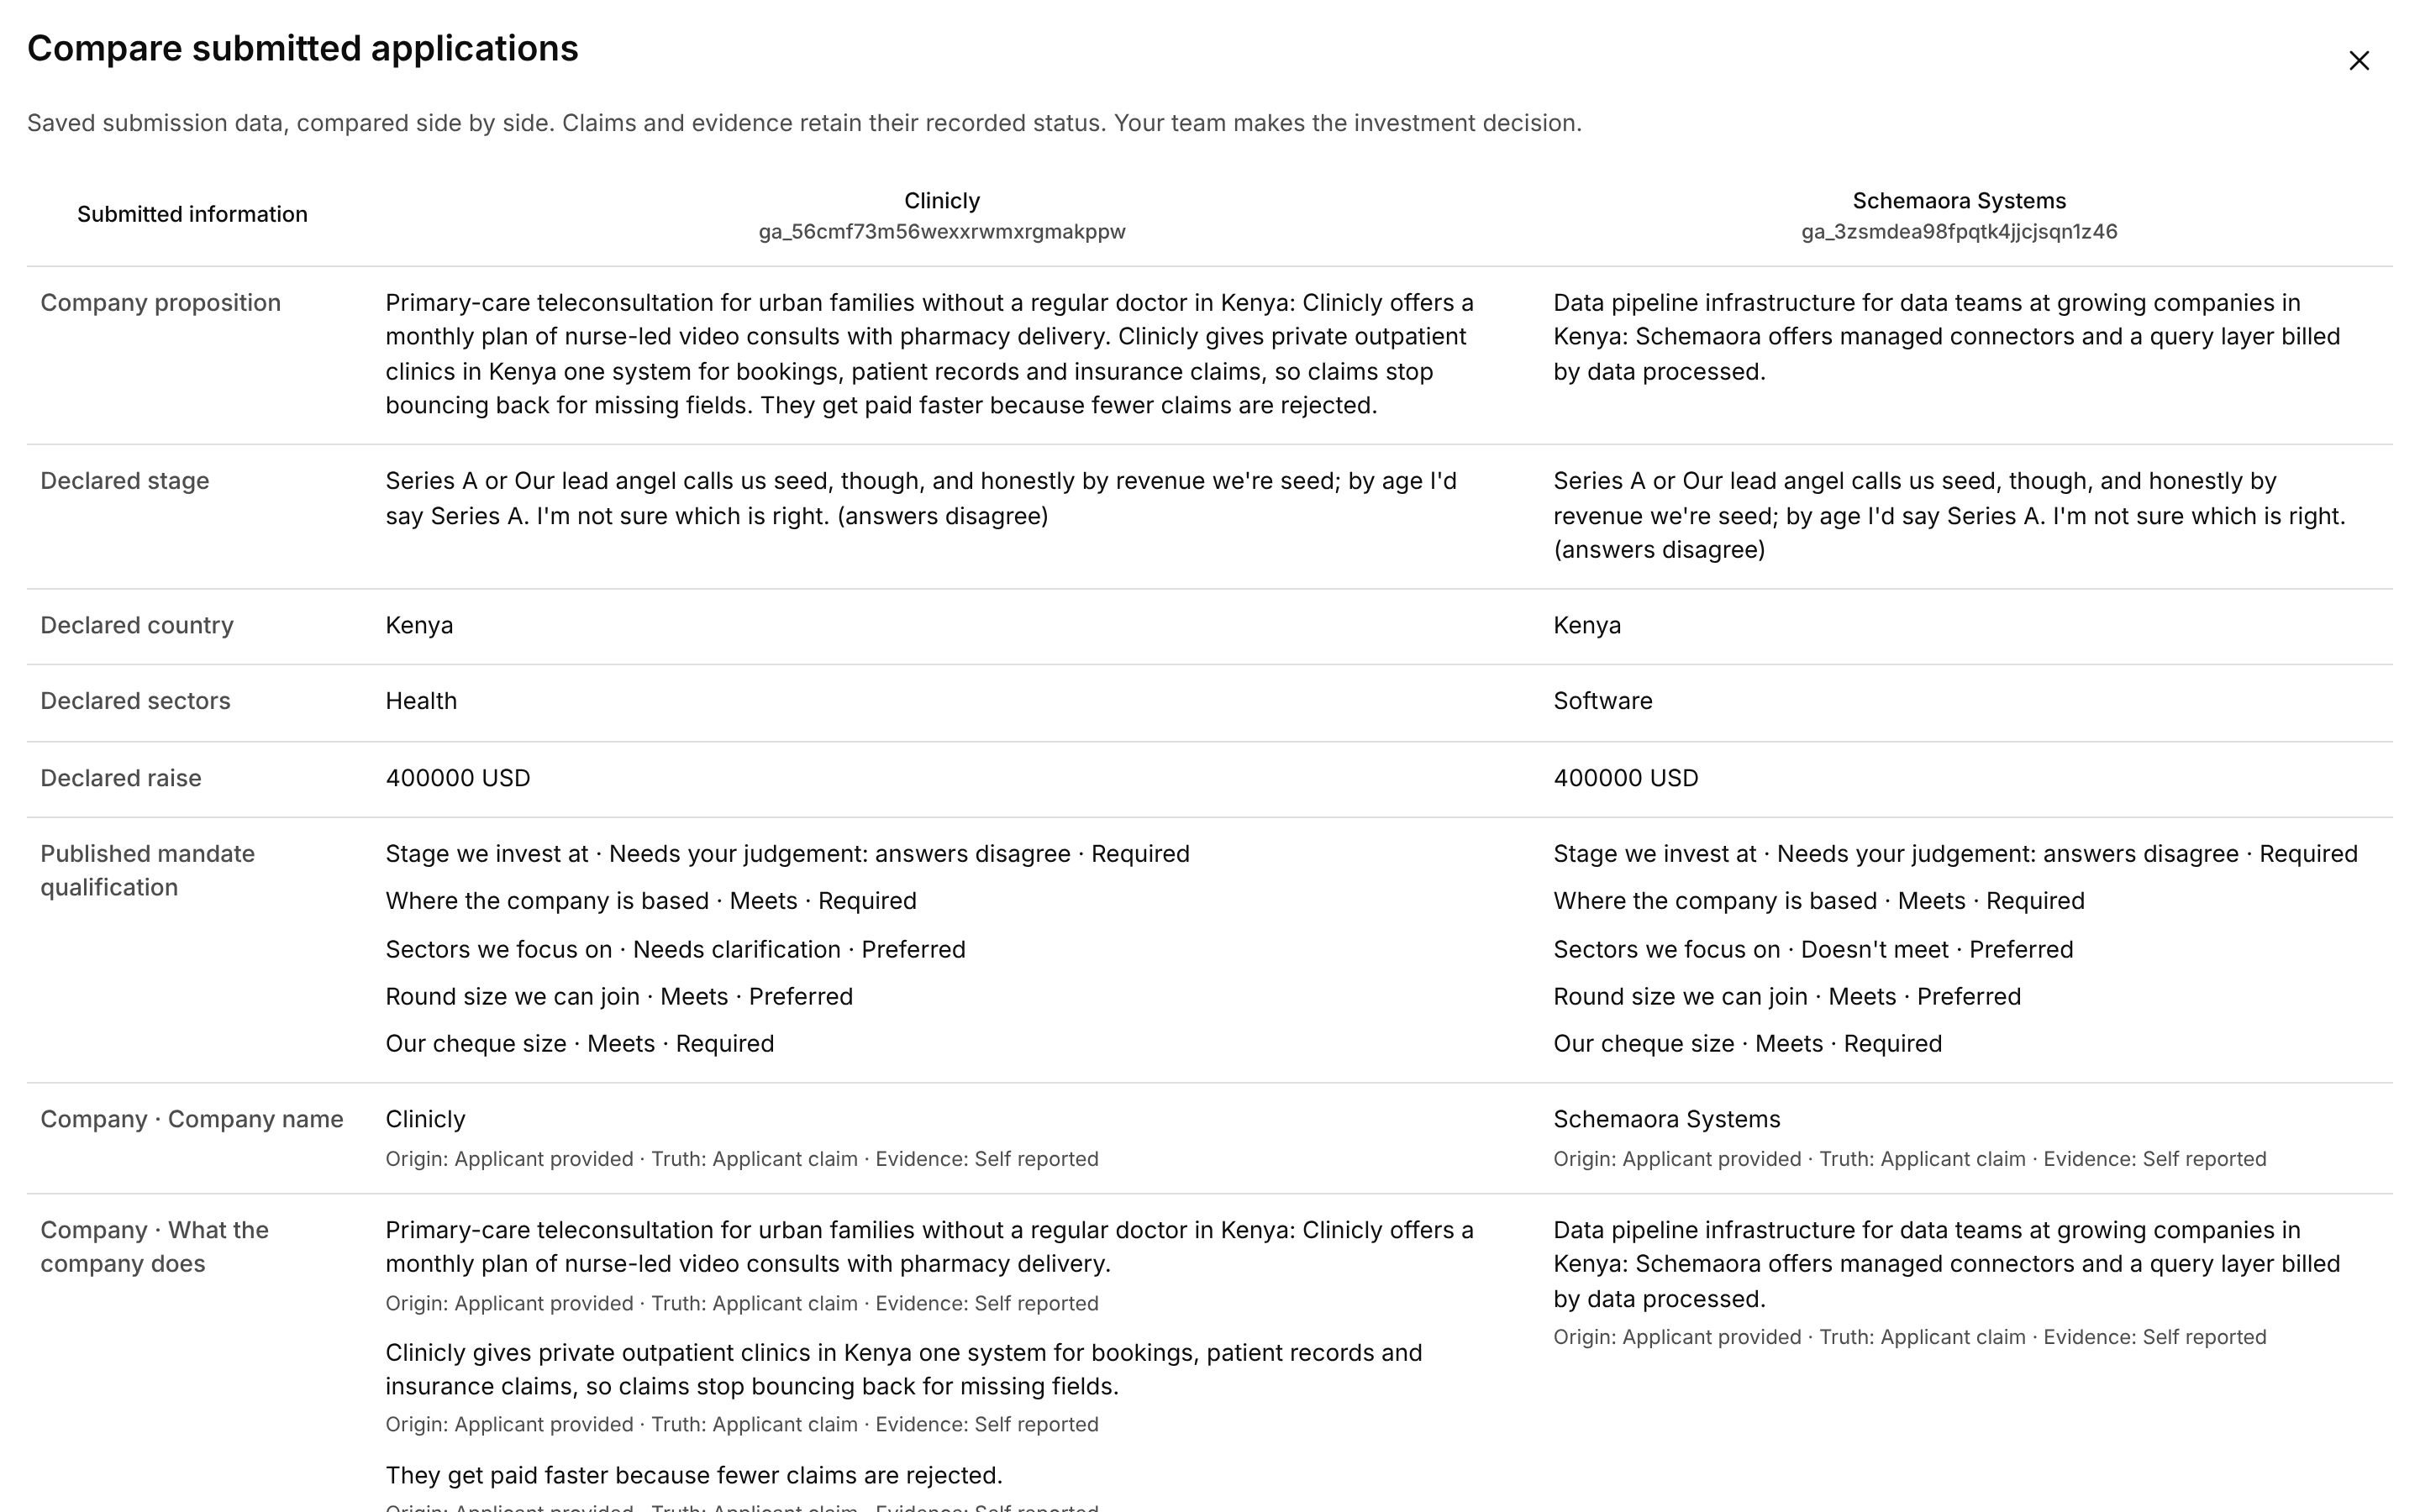 Compare submitted applications
Saved submission data, compared side by side. Claims and evidence retain their recorded status. Your team makes the investment decision.
Submitted information
Clinicly
ga_56cmf73m56wexxrwmxrgmakppw
Schemaora Systems
ga_3zsmdea98fpqtk4jjcjsqn1z46
Company proposition
Primary-care teleconsultation for urban families without a regular doctor in Kenya: Clinicly offers a
monthly plan of nurse-led video consults with pharmacy delivery. Clinicly gives private outpatient
clinics in Kenya one system for bookings, patient records and insurance claims, so claims stop
bouncing back for missing fields. They get paid faster because fewer claims are rejected.
Data pipeline infrastructure for data teams at growing companies in
Kenya: Schemaora offers managed connectors and a query layer billed
by data processed.
Declared stage
Series A or Our lead angel calls us seed, though, and honestly by revenue we're seed; by age I'd
say Series A. I'm not sure which is right. (answers disagree)
Series A or Our lead angel calls us seed, though, and honestly by
revenue we're seed; by age I'd say Series A. I'm not sure which is right.
(answers disagree)
Declared country
Kenya
Kenya
Declared sectors
Health
Software
Declared raise
400000 USD
400000 USD
Published mandate
qualification
Stage we invest at · Needs your judgement: answers disagree · Required
Where the company is based · Meets · Required
Sectors we focus on · Needs clarification · Preferred
Round size we can join · Meets · Preferred
Our cheque size · Meets · Required
Stage we invest at · Needs your judgement: answers disagree · Required
Where the company is based · Meets · Required
Sectors we focus on · Doesn't meet · Preferred
Round size we can join · Meets · Preferred
Our cheque size · Meets · Required
Company · Company name
Clinicly
Origin: Applicant provided · Truth: Applicant claim · Evidence: Self reported
Schemaora Systems
Origin: Applicant provided · Truth: Applicant claim · Evidence: Self reported
Company · What the
company does
Primary-care teleconsultation for urban families without a regular doctor in Kenya: Clinicly offers a
monthly plan of nurse-led video consults with pharmacy delivery.
Origin: Applicant provided · Truth: Applicant claim · Evidence: Self reported
Clinicly gives private outpatient clinics in Kenya one system for bookings, patient records and
insurance claims, so claims stop bouncing back for missing fields.
Origin: Applicant provided · Truth: Applicant claim · Evidence: Self reported
They get paid faster because fewer claims are rejected.
Data pipeline infrastructure for data teams at growing companies in
Kenya: Schemaora offers managed connectors and a query layer billed
by data processed.
Origin: Applicant provided · Truth: Applicant claim · Evidence: Self reported